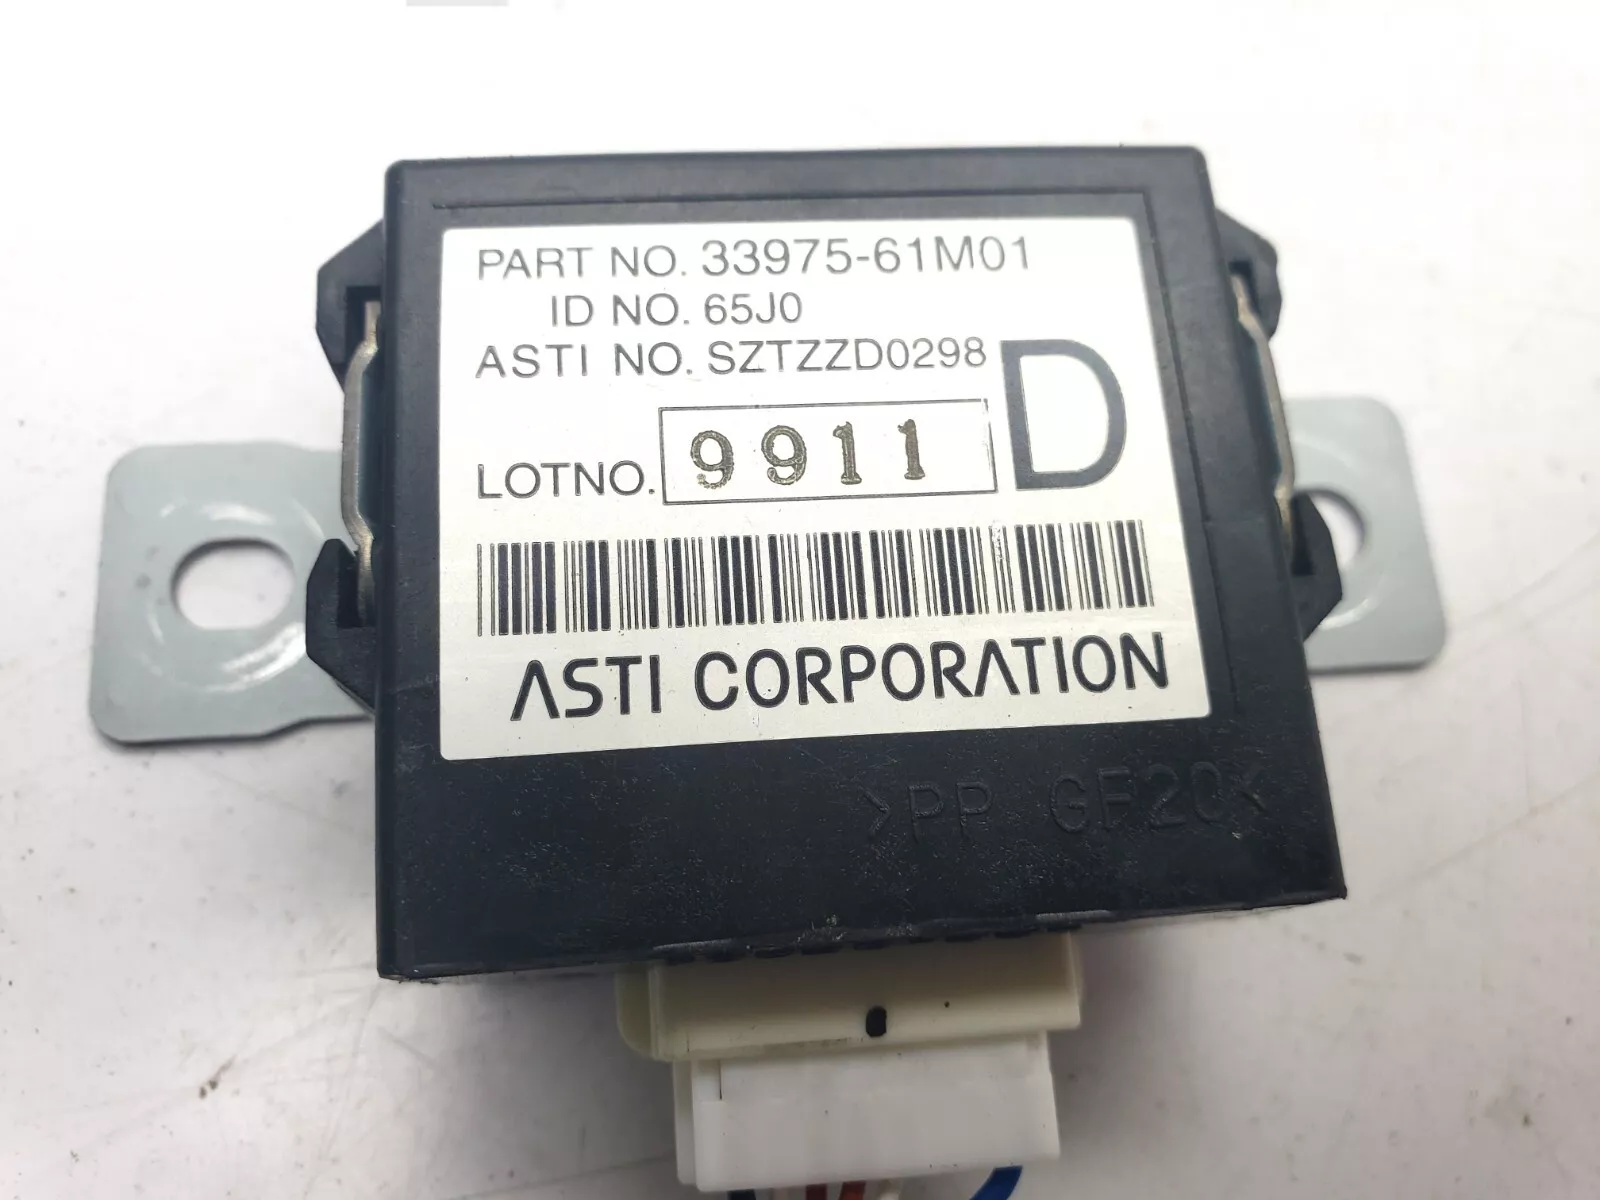 PART NO. 33975-61M01
ID NO. 65J0
ASTI NO. SZTZZD0298
D
LOTNO. 9911
ASTI CORPORATION
>PP GF20<